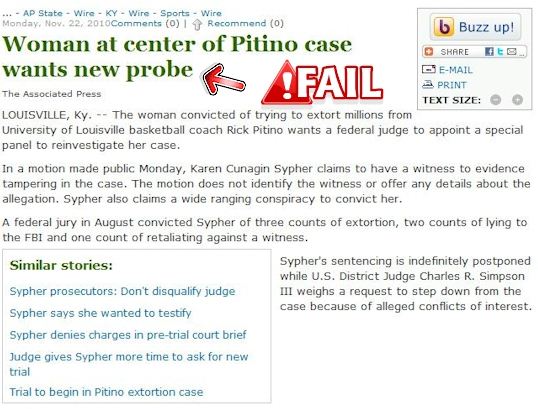 ... - AP State - Wire - KY - Wire - Sports - Wire
Monday, Nov. 22, 2010 Comments (0) | Recommend (0)
Woman at center of Pitino case
wants new probe
FAIL
The Associated Press
b Buzz up!
SHARE
E-MAIL
PRINT
TEXT SIZE:
LOUISVILLE, Ky. -- The woman convicted of trying to extort millions from
University of Louisville basketball coach Rick Pitino wants a federal judge to appoint a special
panel to reinvestigate her case.
In a motion made public Monday, Karen Cunagin Sypher claims to have a witness to evidence
tampering in the case. The motion does not identify the witness or offer any details about the
allegation. Sypher also claims a wide ranging conspiracy to convict her.
A federal jury in August convicted Sypher of three counts of extortion, two counts of lying to
the FBI and one count of retaliating against a witness.
Similar stories:
Sypher prosecutors: Don't disqualify judge
Sypher says she wanted to testify
Sypher denies charges in pre-trial court brief
Judge gives Sypher more time to ask for new
trial
Trial to begin in Pitino extortion case
Sypher's sentencing is indefinitely postponed
while U.S. District Judge Charles R. Simpson
III weighs a request to step down from the
case because of alleged conflicts of interest.